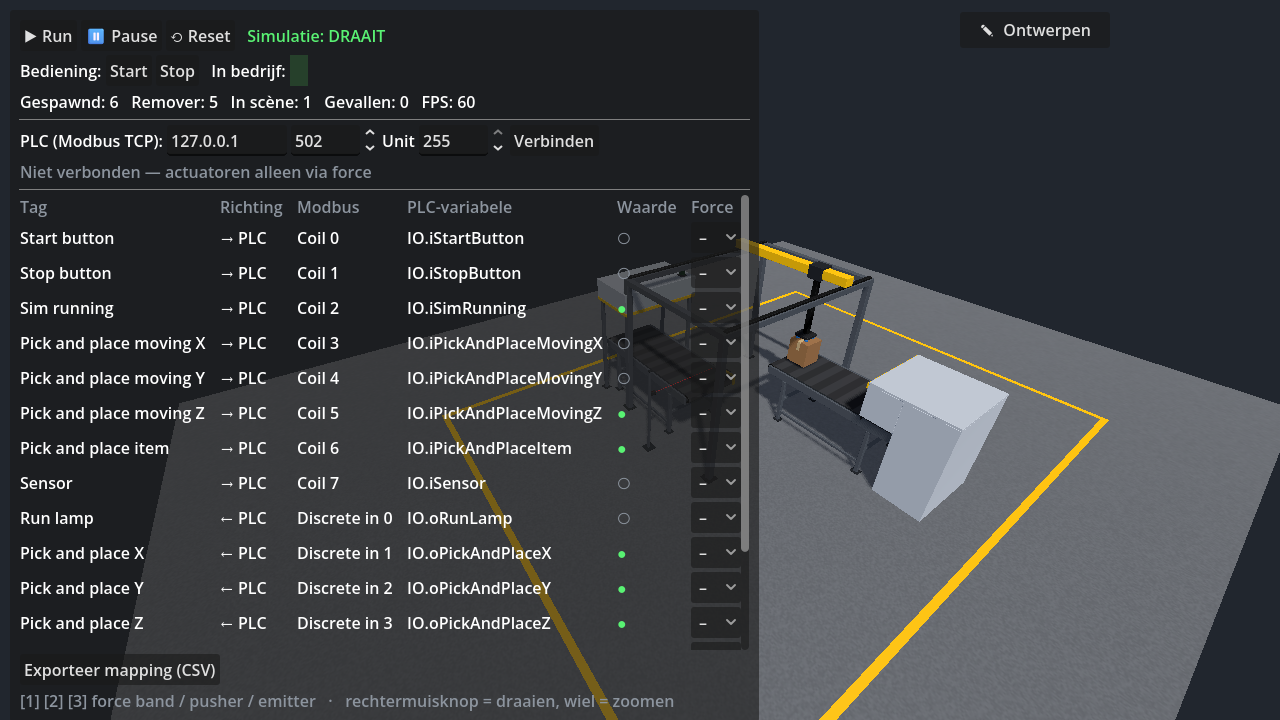 Run Pause Reset Simulatie: DRAAIT
Ontwerpen
Bediening: Start Stop In bedrijf:
Gespawnd: 6 Remover: 5 In scène: 1 Gevallen: 0 FPS: 60
PLC (Modbus TCP): 127.0.0.1 502 Unit 255 Verbinden
Niet verbonden — actuatoren alleen via force
Tag Richting Modbus PLC-variabele Waarde Force
Start button → PLC Coil 0 IO.iStartButton –
Stop button → PLC Coil 1 IO.iStopButton –
Sim running → PLC Coil 2 IO.iSimRunning –
Pick and place moving X → PLC Coil 3 IO.iPickAndPlaceMovingX –
Pick and place moving Y → PLC Coil 4 IO.iPickAndPlaceMovingY –
Pick and place moving Z → PLC Coil 5 IO.iPickAndPlaceMovingZ –
Pick and place item → PLC Coil 6 IO.iPickAndPlaceItem –
Sensor → PLC Coil 7 IO.iSensor –
Run lamp ← PLC Discrete in 0 IO.oRunLamp –
Pick and place X ← PLC Discrete in 1 IO.oPickAndPlaceX –
Pick and place Y ← PLC Discrete in 2 IO.oPickAndPlaceY –
Pick and place Z ← PLC Discrete in 3 IO.oPickAndPlaceZ –
Exporteer mapping (CSV)
[1] [2] [3] force band / pusher / emitter · rechtermuisknop = draaien, wiel = zoomen